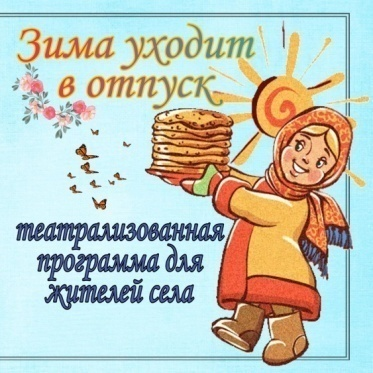 Зима уходит
в отпуск
театрализованная
программа для
жителей села